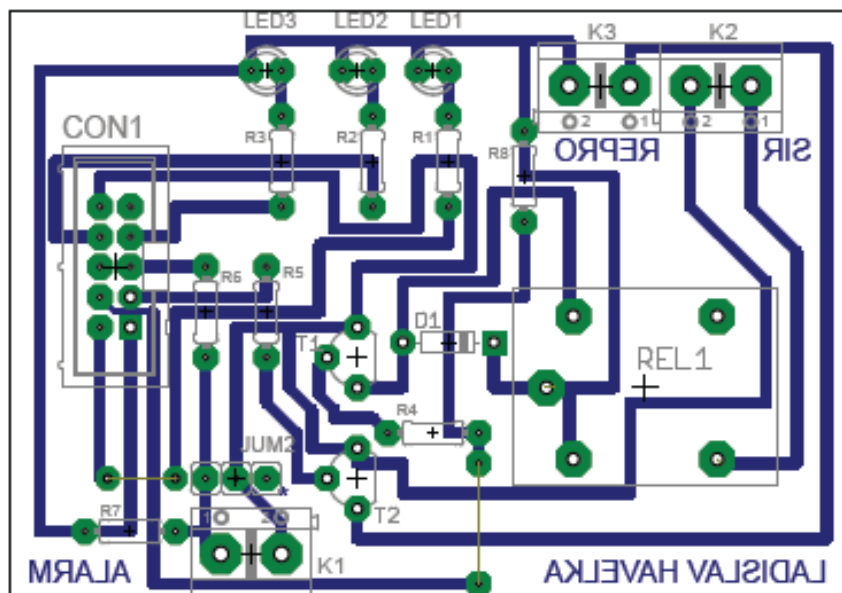 LED3 LED2 LED1
K3 K2
CON1
R3 R2 R1 R8
2 1 2 1
REPRO SIR
R6 R5
T1 D1
REL1
R4
JUM2
*
R7 1 2 T2
K1
ALARM LADISLAV HAVELKA